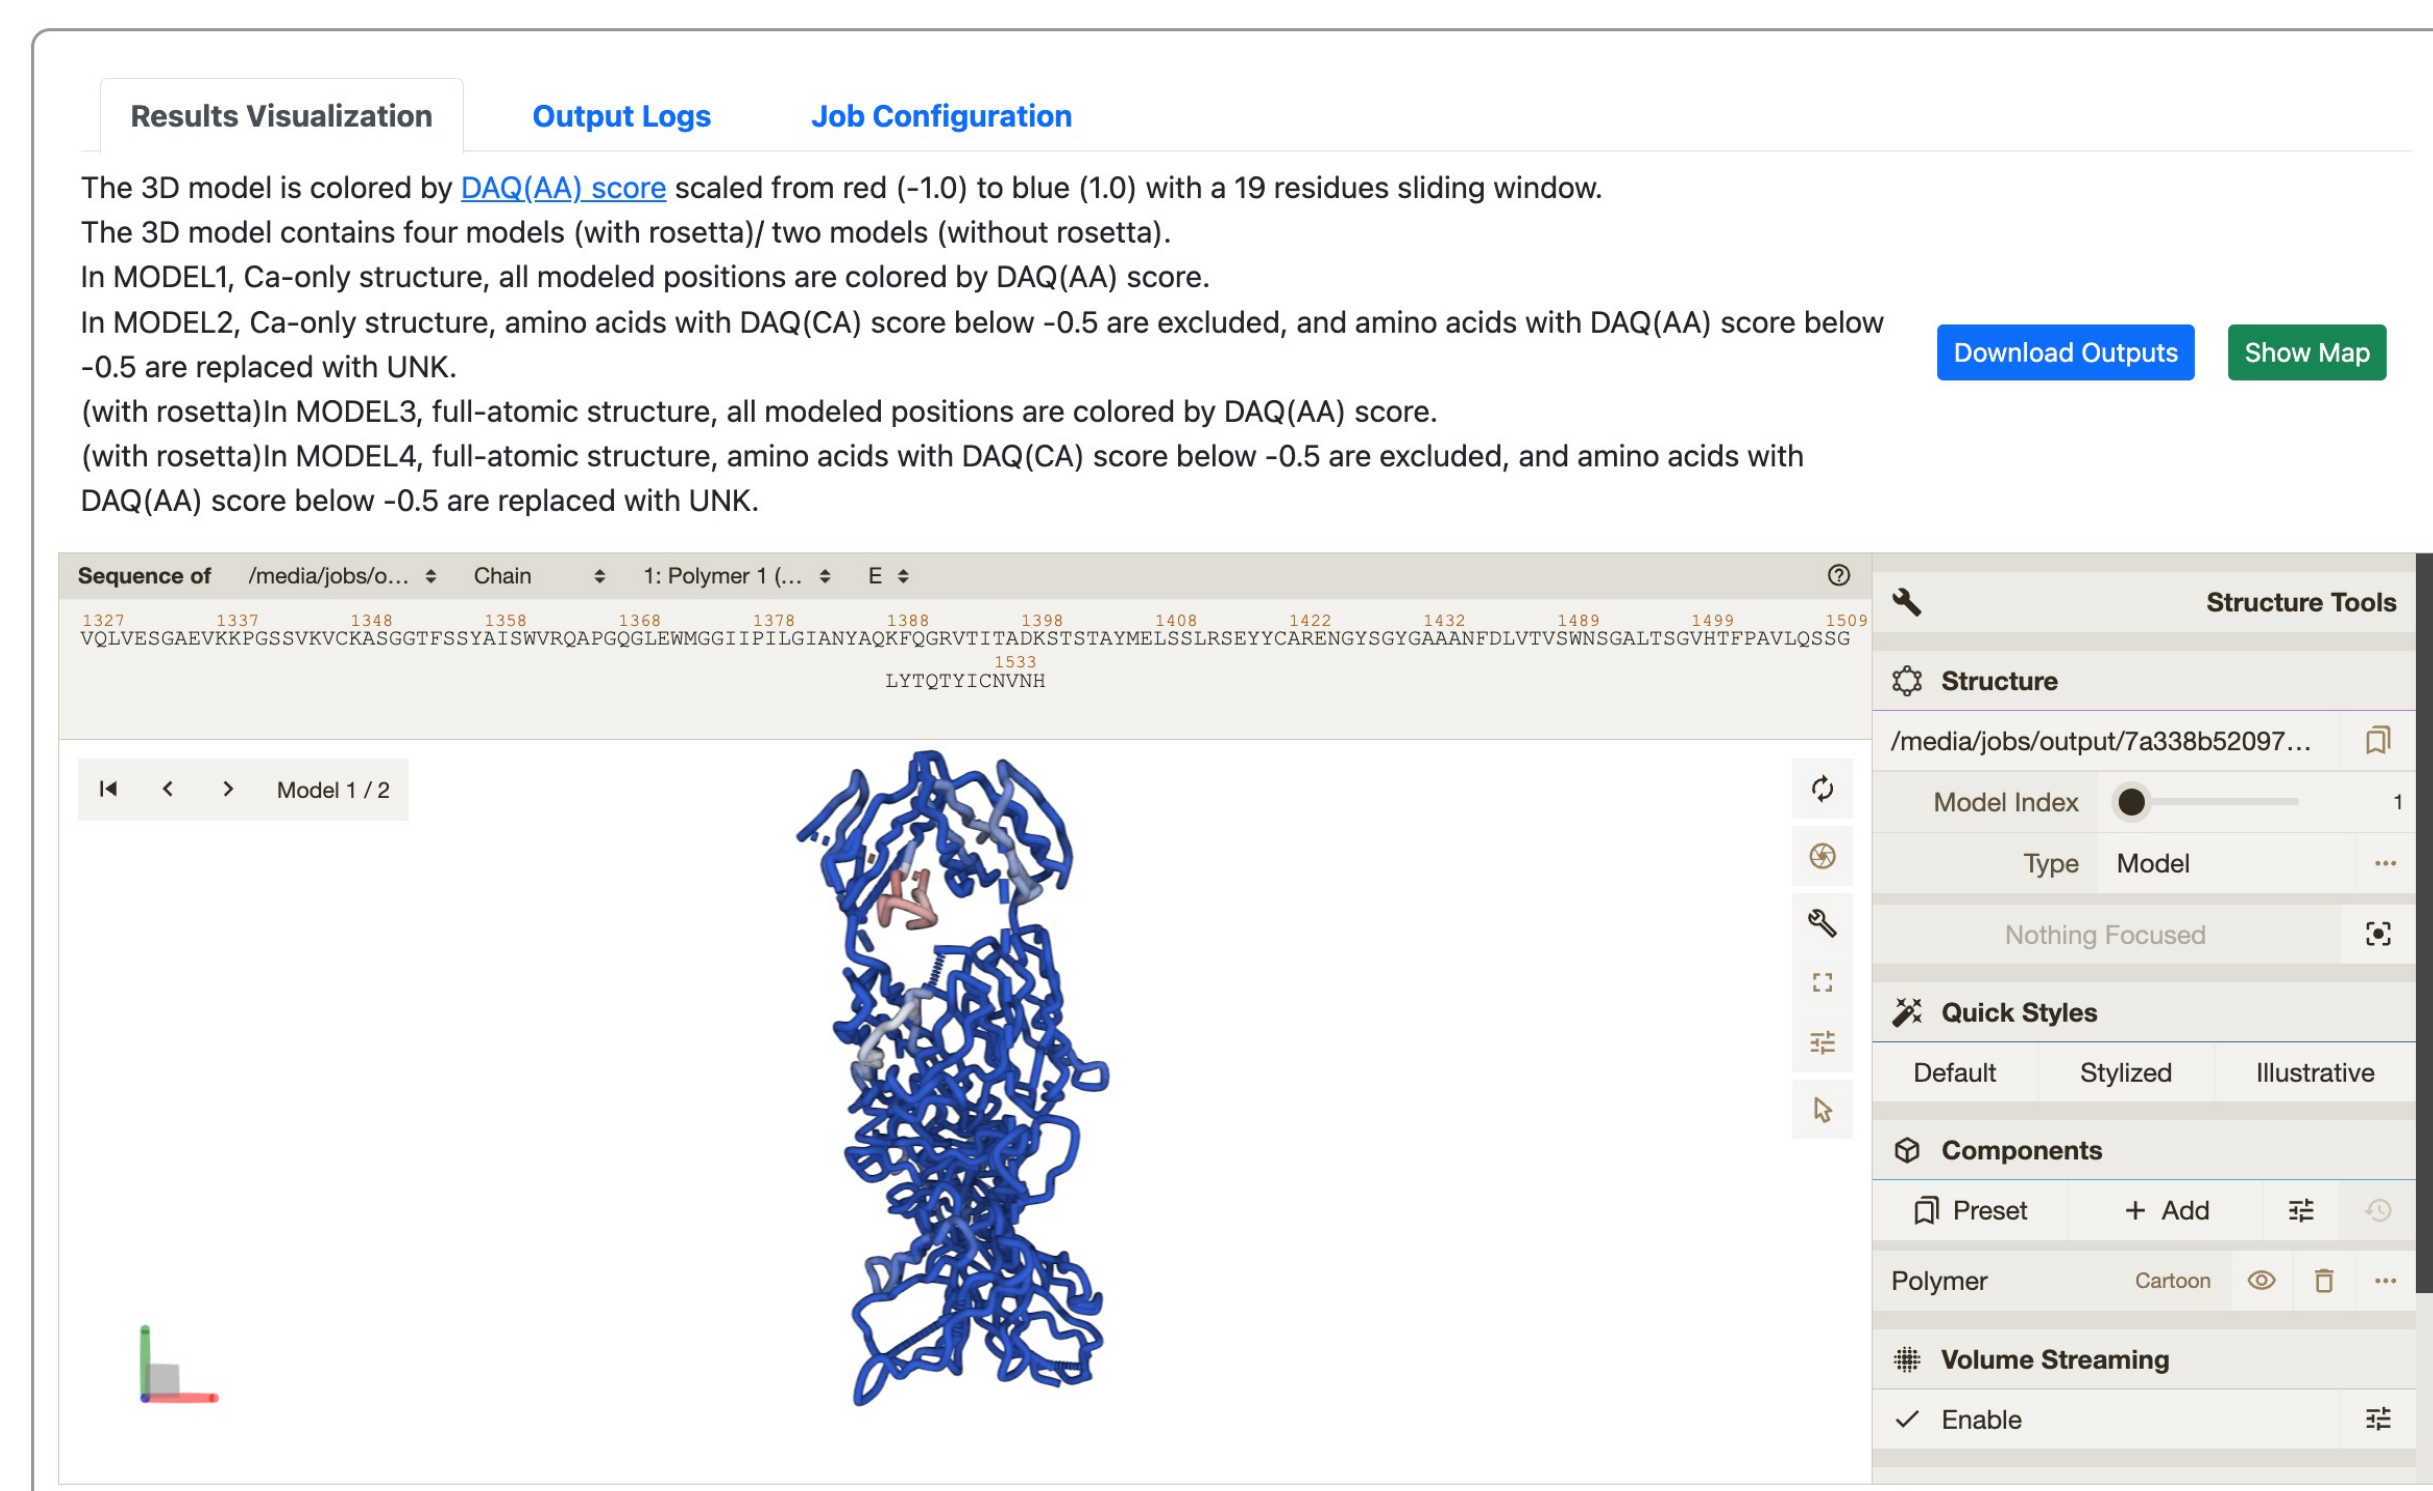 Results Visualization
Output Logs
Job Configuration
The 3D model is colored by DAQ(AA) score scaled from red (-1.0) to blue (1.0) with a 19 residues sliding window.
The 3D model contains four models (with rosetta)/ two models (without rosetta).
In MODEL1, Ca-only structure, all modeled positions are colored by DAQ(AA) score.
In MODEL2, Ca-only structure, amino acids with DAQ(CA) score below -0.5 are excluded, and amino acids with DAQ(AA) score below
-0.5 are replaced with UNK.
(with rosetta)In MODEL3, full-atomic structure, all modeled positions are colored by DAQ(AA) score.
(with rosetta)In MODEL4, full-atomic structure, amino acids with DAQ(CA) score below -0.5 are excluded, and amino acids with
DAQ(AA) score below -0.5 are replaced with UNK.
Download Outputs
Show Map
Sequence of /media/jobs/o... Chain 1: Polymer 1 (... E
1327 1337 1348 1358 1368 1378 1388 1398 1408 1422 1432 1489 1499 1509
VQLVESGAEVKKPGSSVKVCKASGGTFSSYAISWVRQAPGQGLEWMGGIIPILGIANYAQKFQGRVTITADKSTSTAYMELSSLRSEYYCARENGYSGYGAAANFDLVTVSWNSGALTSGVHTFPAVLQSSG
1533
LYTQTYICNVNH
Model 1 / 2
Structure Tools
Structure
/media/jobs/output/7a338b52097...
Model Index 1
Type Model
Nothing Focused
Quick Styles
Default Stylized Illustrative
Components
Preset + Add
Polymer Cartoon
Volume Streaming
Enable